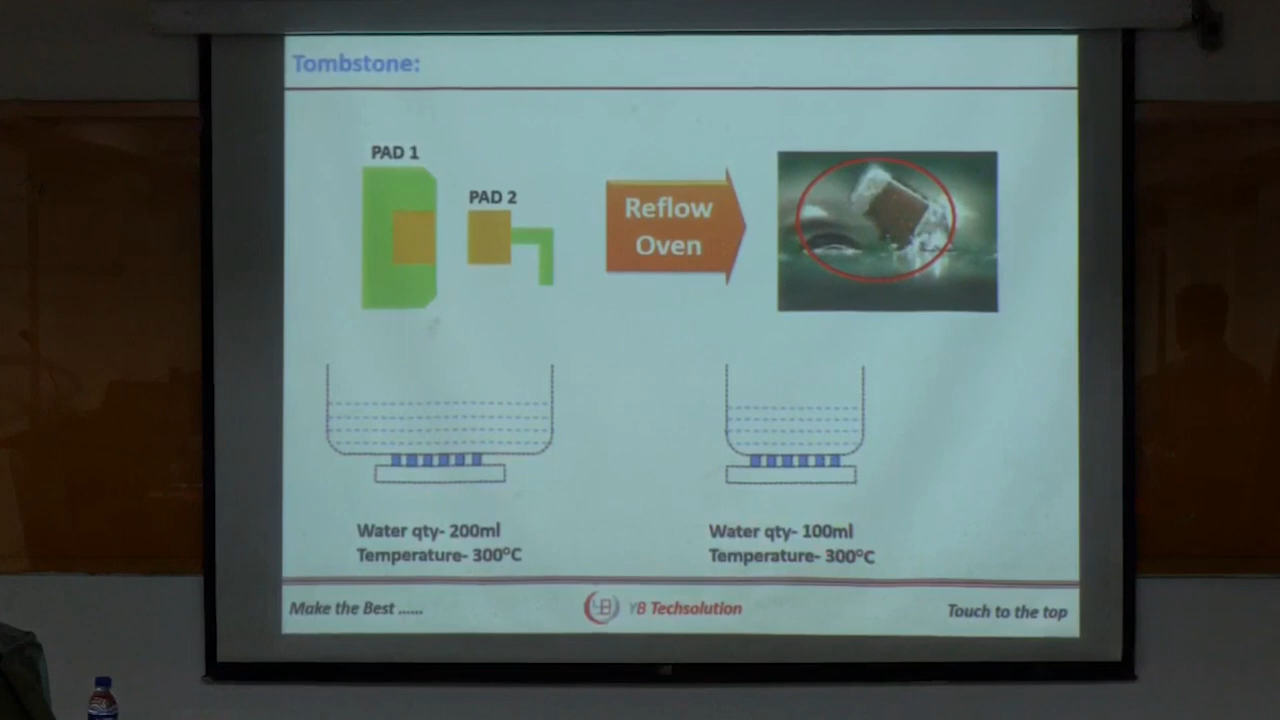 Tombstone:
PAD 1
PAD 2
Reflow
Oven
Water qty- 200ml
Temperature- 300°C
Water qty- 100ml
Temperature- 300°C
Make the Best ......
YB
YB Techsolution
Touch to the top